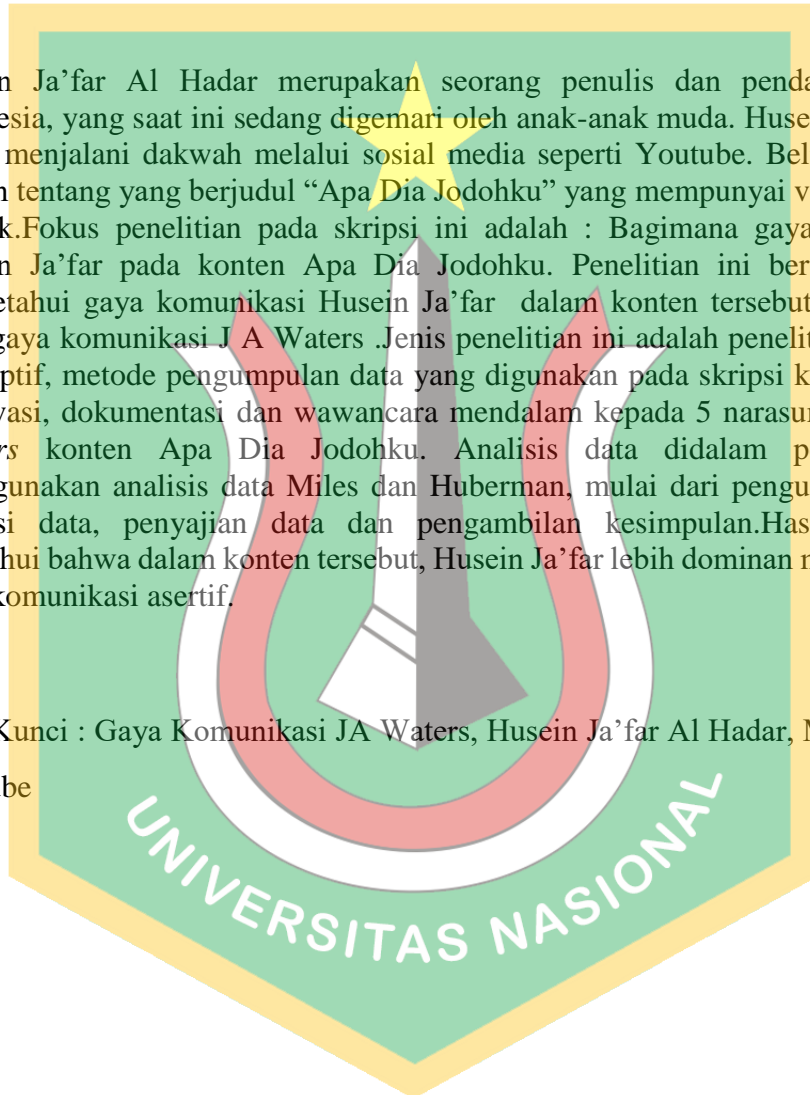 n Ja’far Al Hadar merupakan seorang penulis dan penda
esia, yang saat ini sedang digemari oleh anak-anak muda. Huse
menjalani dakwah melalui sosial media seperti Youtube. Bel
n tentang yang berjudul “Apa Dia Jodohku” yang mempunyai v
k.Fokus penelitian pada skripsi ini adalah : Bagimana gaya
n Ja’far pada konten Apa Dia Jodohku. Penelitian ini ber
etahui gaya komunikasi Husein Ja’far dalam konten tersebut
gaya komunikasi J A Waters .Jenis penelitian ini adalah penelit
ptif, metode pengumpulan data yang digunakan pada skripsi k
vasi, dokumentasi dan wawancara mendalam kepada 5 narasu
rs konten Apa Dia Jodohku. Analisis data didalam p
gunakan analisis data Miles dan Huberman, mulai dari pengu
si data, penyajian data dan pengambilan kesimpulan.Has
hui bahwa dalam konten tersebut, Husein Ja’far lebih dominan m
komunikasi asertif.
Kunci : Gaya Komunikasi JA Waters, Husein Ja’far Al Hadar, M
be
UNIVERSITAS NASIONAL